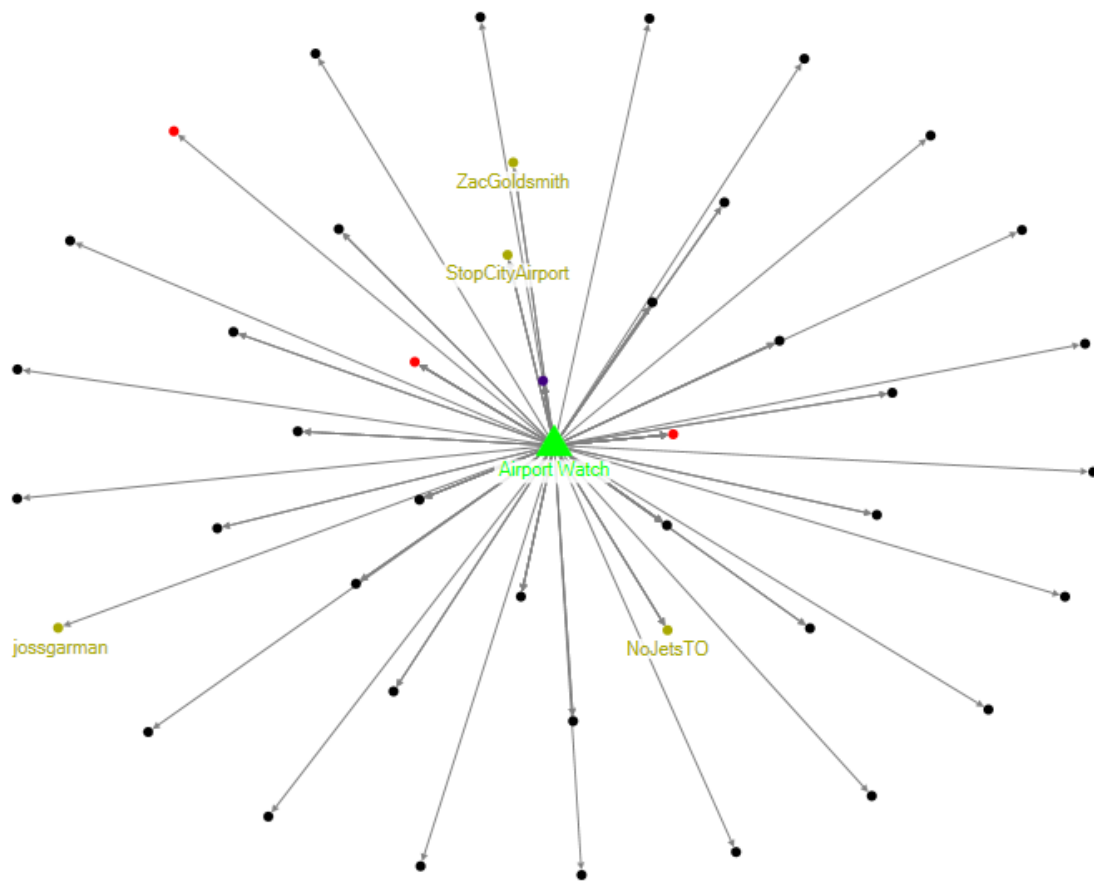 ZacGoldsmith
StopCityAirport
Airport Watch
jossgarman
NoJetsTO